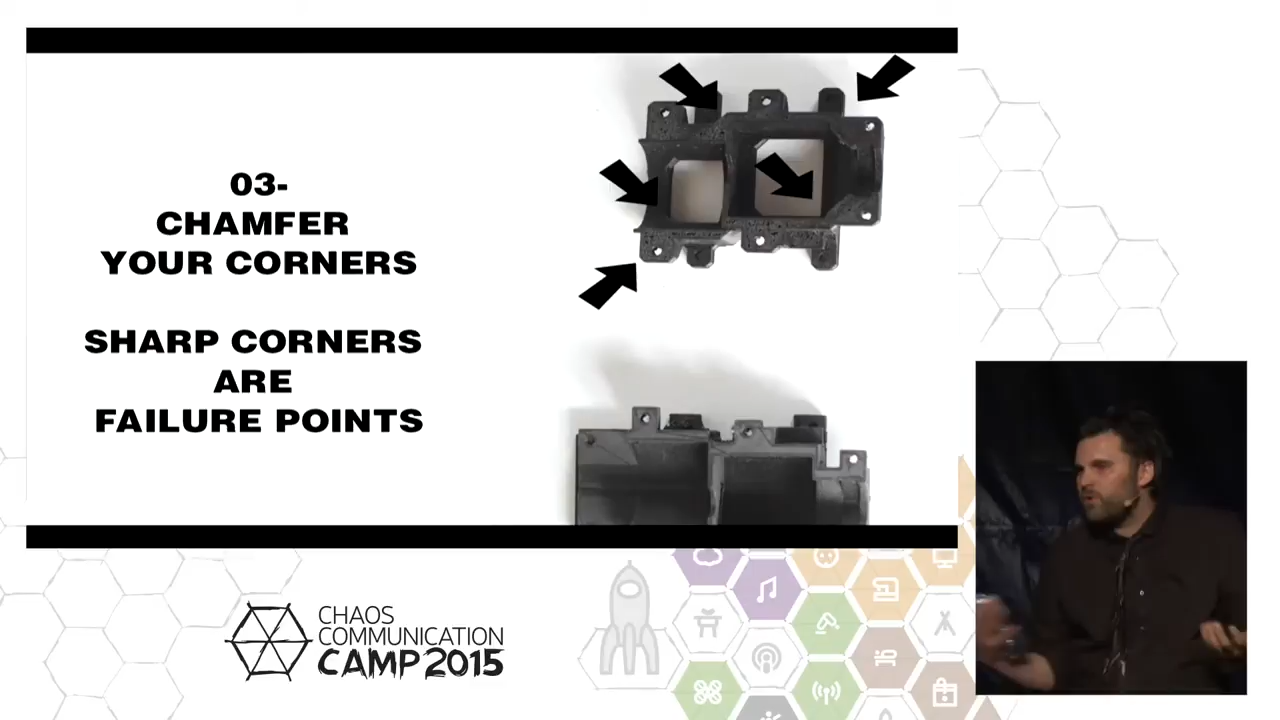 03-
CHAMFER
YOUR CORNERS
SHARP CORNERS
ARE
FAILURE POINTS
CHAOS
COMMUNICATION
CAMP 2015